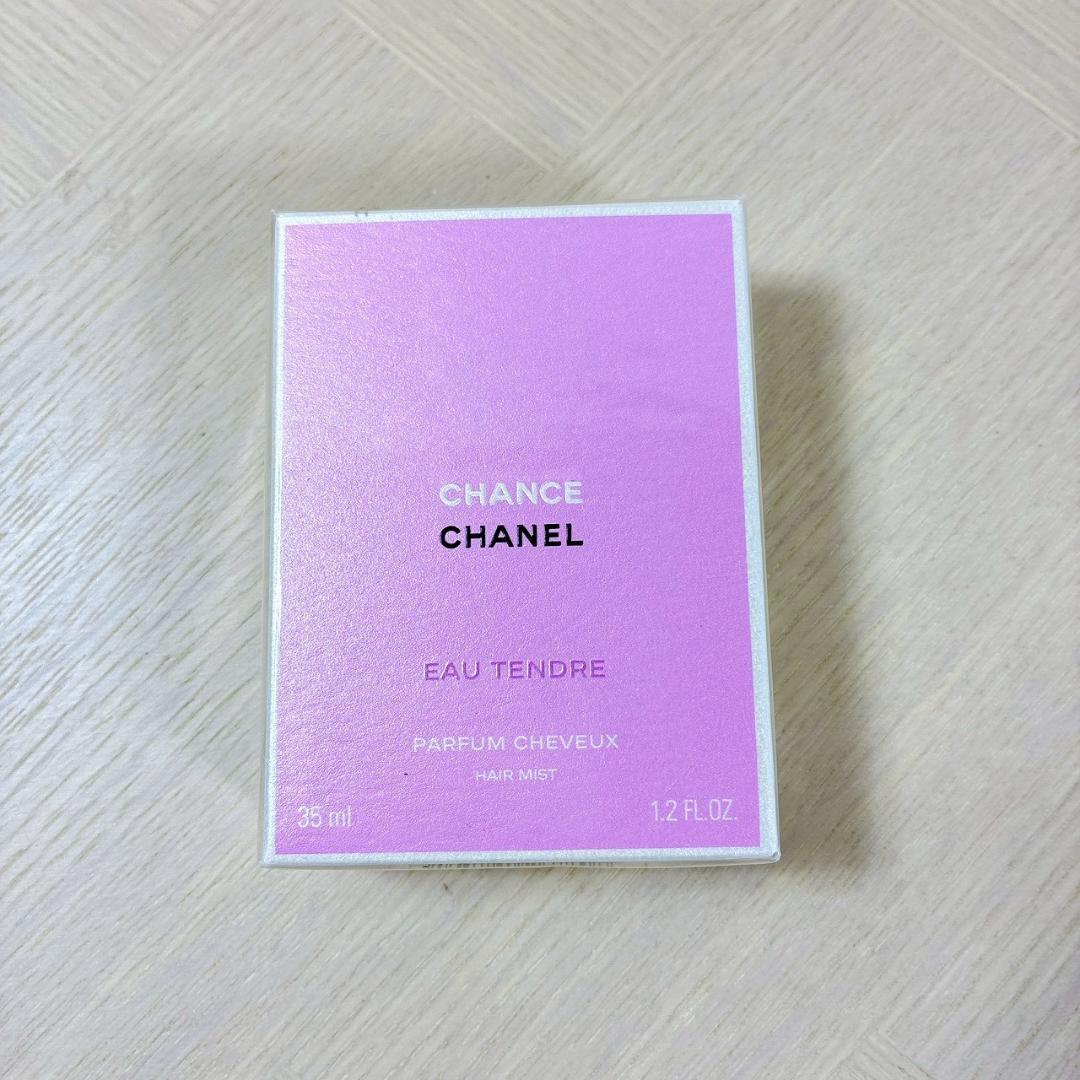 CHANCE
CHANEL
EAU TENDRE
PARFUM CHEVEUX
HAIR MIST
35 ml 1.2 FL.OZ.